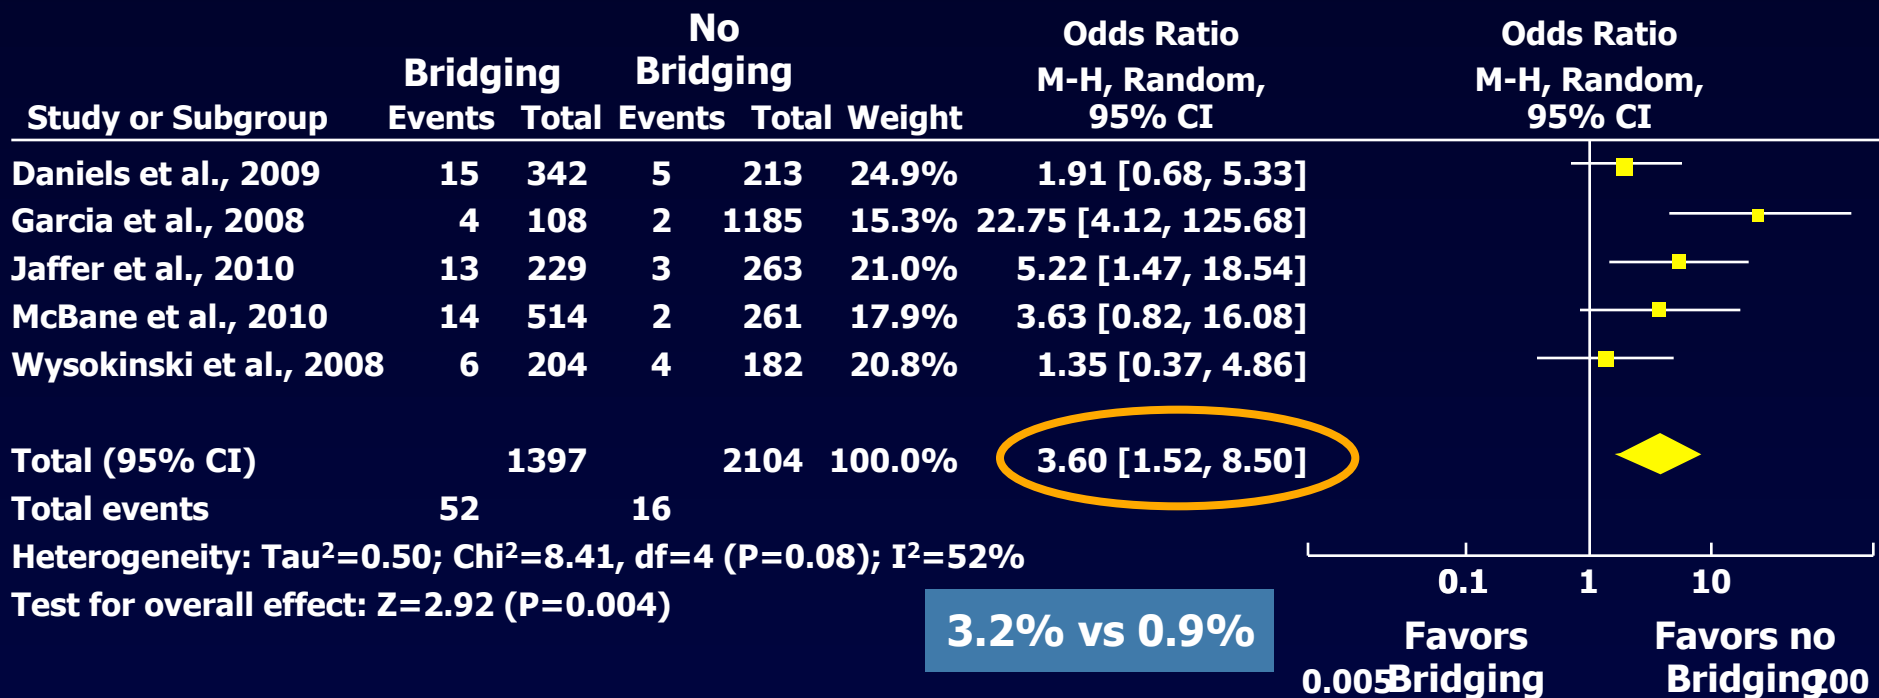 Bridging No Bridging Odds Ratio Odds Ratio
M-H, Random, M-H, Random,
Study or Subgroup Events Total Events Total Weight 95% CI 95% CI
Daniels et al., 2009 15 342 5 213 24.9% 1.91 [0.68, 5.33]
Garcia et al., 2008 4 108 2 1185 15.3% 22.75 [4.12, 125.68]
Jaffer et al., 2010 13 229 3 263 21.0% 5.22 [1.47, 18.54]
McBane et al., 2010 14 514 2 261 17.9% 3.63 [0.82, 16.08]
Wysokinski et al., 2008 6 204 4 182 20.8% 1.35 [0.37, 4.86]
Total (95% CI) 1397 2104 100.0% 3.60 [1.52, 8.50]
Total events 52 16
Heterogeneity: Tau²=0.50; Chi²=8.41, df=4 (P=0.08); I²=52%
Test for overall effect: Z=2.92 (P=0.004)
3.2% vs 0.9%
0.1 1 10
Favors Bridging Favors no Bridging
0.005 200